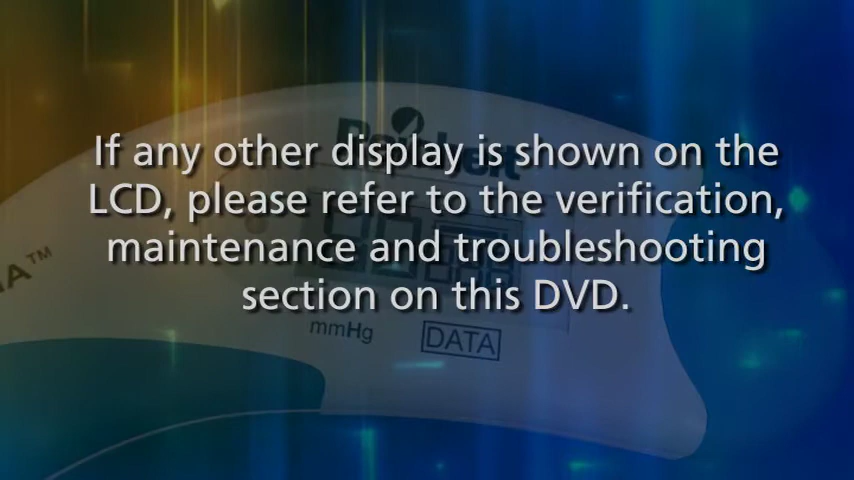 If any other display is shown on the
LCD, please refer to the verification,
maintenance and troubleshooting
section on this DVD.
mmHg
DATA